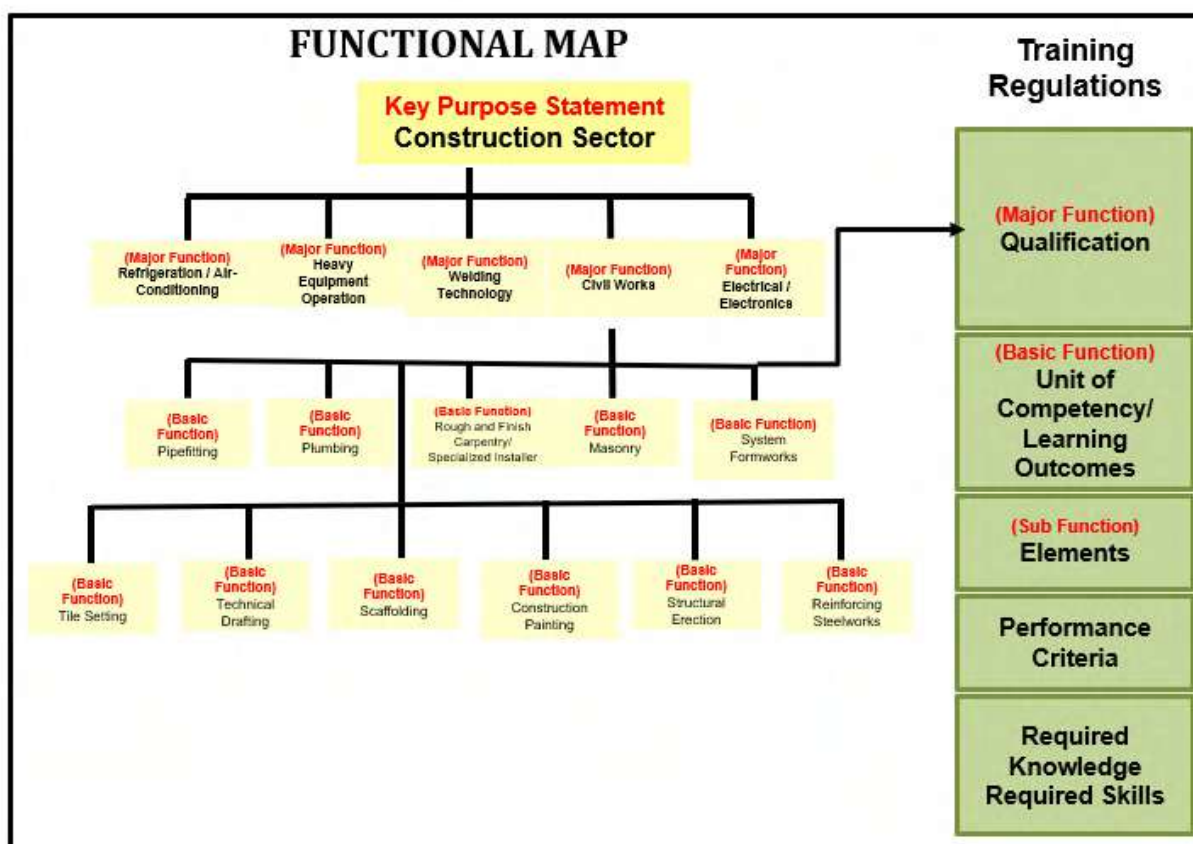 FUNCTIONAL MAP
Key Purpose Statement
Construction Sector
(Major Function)
Refrigeration / Air-
Conditioning
(Major Function)
Heavy
Equipment
Operation
(Major Function)
Welding
Technology
(Major Function)
Civil Works
(Major
Function)
Electrical /
Electronics
(Basic
Function)
Pipefitting
(Basic
Function)
Plumbing
(Basic Function)
Rough and Finish
Carpentry/
Specialized Installer
(Basic
Function)
Masonry
(Basic Function)
System
Formworks
(Basic
Function)
Tile Setting
(Basic
Function)
Technical
Drafting
(Basic
Function)
Scaffolding
(Basic
Function)
Construction
Painting
(Basic
Function)
Structural
Erection
(Basic
Function)
Reinforcing
Steelworks
Training
Regulations
(Major Function)
Qualification
(Basic Function)
Unit of
Competency/
Learning
Outcomes
(Sub Function)
Elements
Performance
Criteria
Required
Knowledge
Required Skills